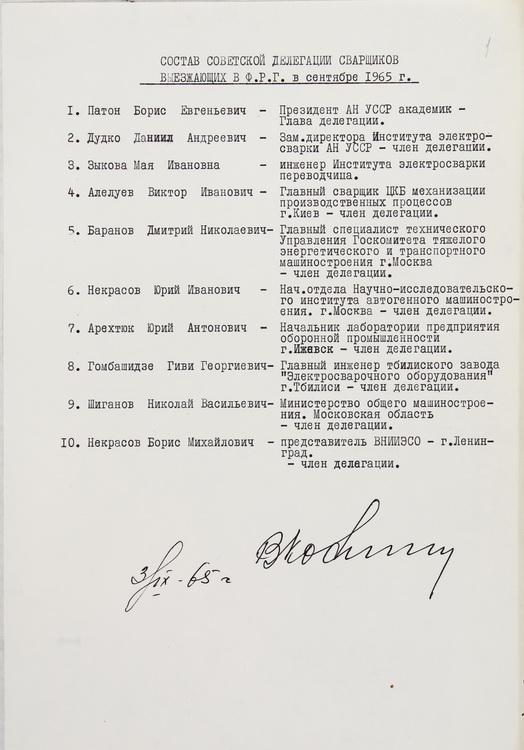 1
СОСТАВ СОВЕТСКОЙ ДЕЛЕГАЦИИ СВАРЩИКОВ
ВЫЕЗЖАЮЩИХ В Ф.Р.Г. в сентябре 1965 г.
I. Патон Борис Евгеньевич – Президент АН УССР академик –
Глава делегации.
2. Дудко Даниил Андреевич – Зам.директора Института электро-
сварки АН УССР – член делегации.
3. Зыкова Мая Ивановна – инженер Института электросварки
переводчица.
4. Алелуев Виктор Иванович – Главный сварщик ЦКБ механизации
производственных процессов
г.Киев – член делегации.
5. Баранов Дмитрий Николаевич– Главный специалист технического
Управления Госкомитета тяжелого
энергетического и транспортного
машиностроения г.Москва
– член делегации.
6. Некрасов Юрий Иванович – Нач.отдела Научно-исследовательско-
го института автогенного машиностро-
ения. г.Москва – член делегации.
7. Арехтюк Юрий Антонович – Начальник лаборатории предприятия
оборонной промышленности
г.Ижевск – член делегации.
8. Гомбашидзе Гиви Георгиевич– Главный инженер тбилиского завода
"Электросварочного оборудования"
г.Тбилиси – член делегации.
9. Шиганов Николай Васильевич– Министерство общего машинострое-
ния. Московская область
– член делегации.
IO. Некрасов Борис Михайлович – представитель ВНИИЭСО – г.Ленин-
град.
– член делегации.
3/IX-65 г